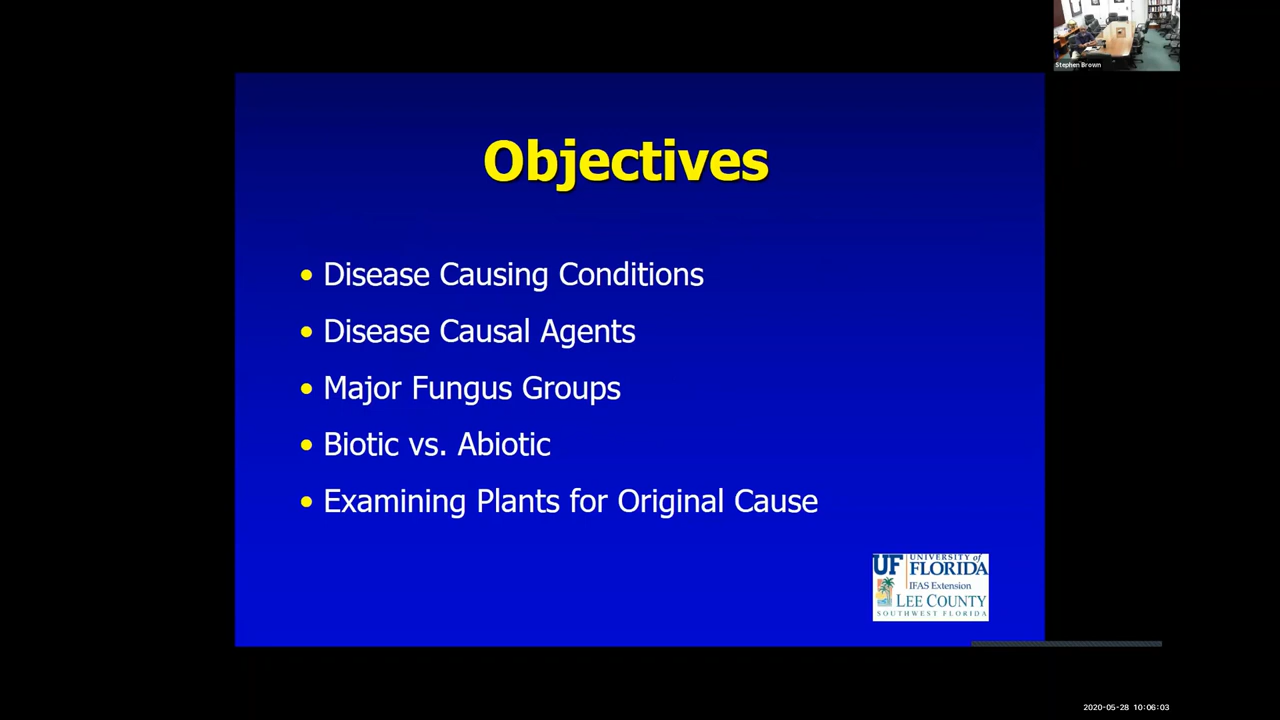 Stephen Brown
Objectives
• Disease Causing Conditions
• Disease Causal Agents
• Major Fungus Groups
• Biotic vs. Abiotic
• Examining Plants for Original Cause
UF UNIVERSITY of
FLORIDA
IFAS Extension
LEE COUNTY
SOUTHWEST FLORIDA
2020-05-28 10:06:03